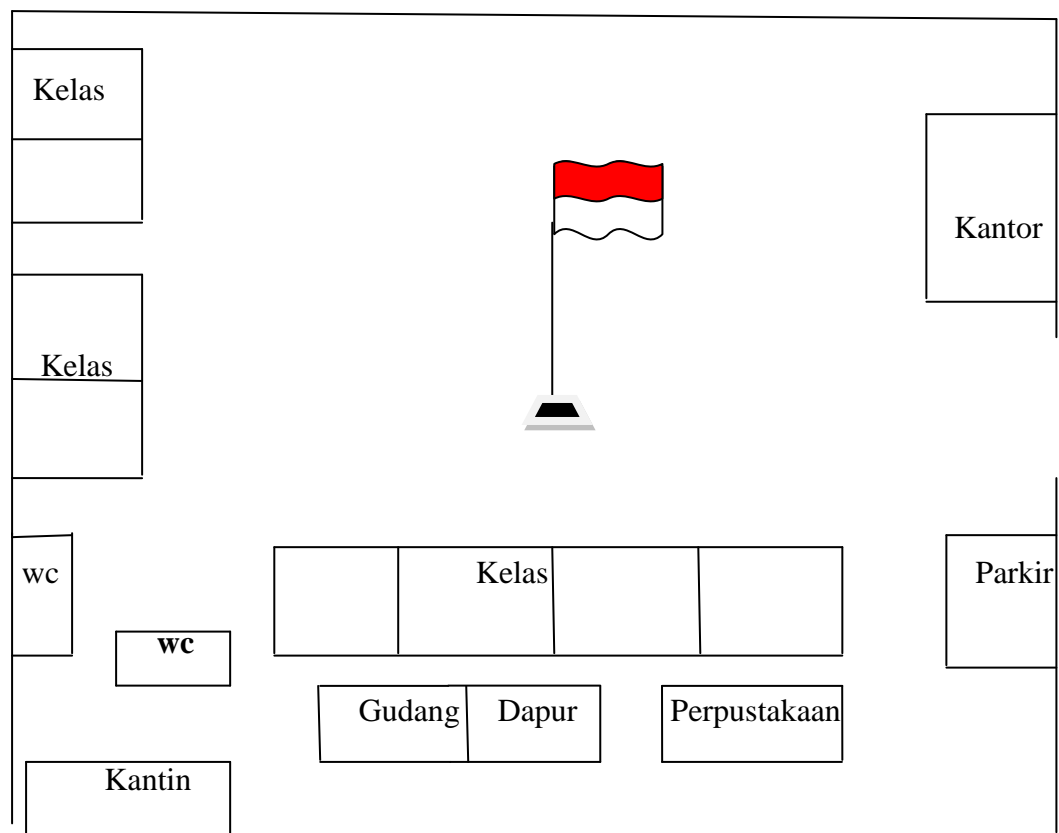 Kelas
Kantor
Kelas
wc
Kelas
Parkir
wc
Gudang
Dapur
Perpustakaan
Kantin